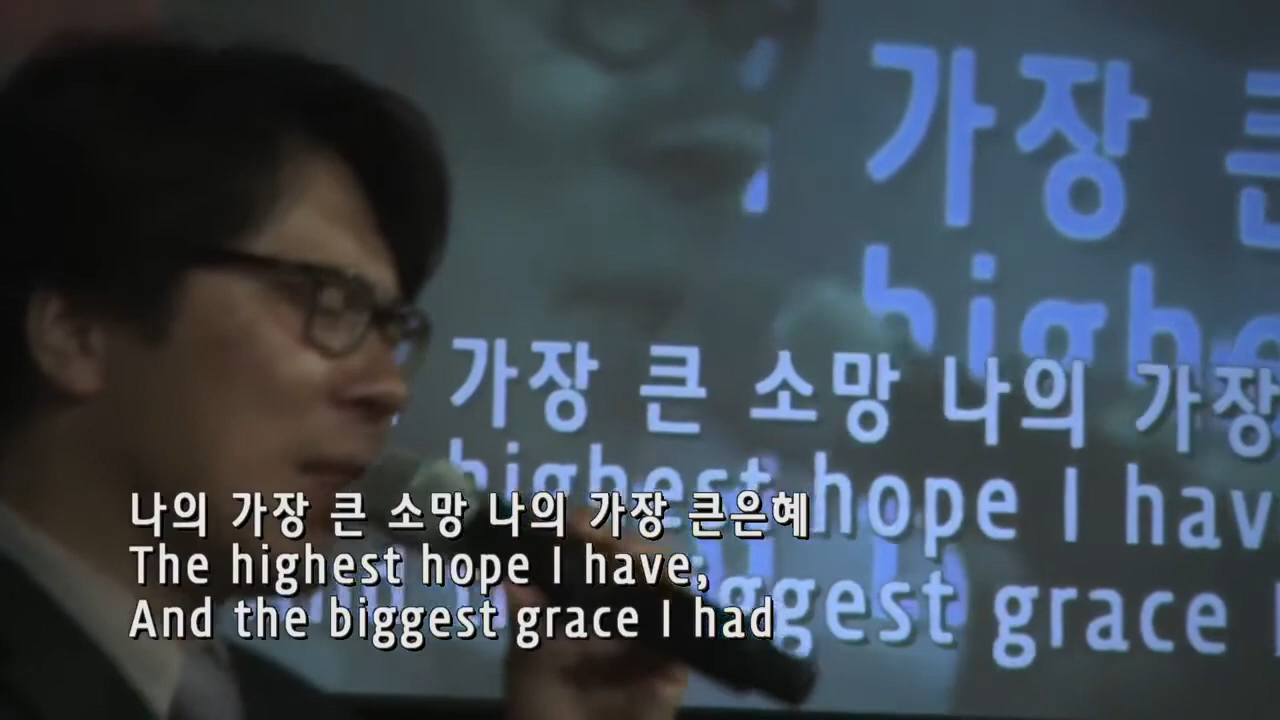 가장 큰
highe
가장 큰 소망 나의 가장
highest hope I hav
ggest grace I
나의 가장 큰 소망 나의 가장 큰은혜
The highest hope I have,
And the biggest grace I had